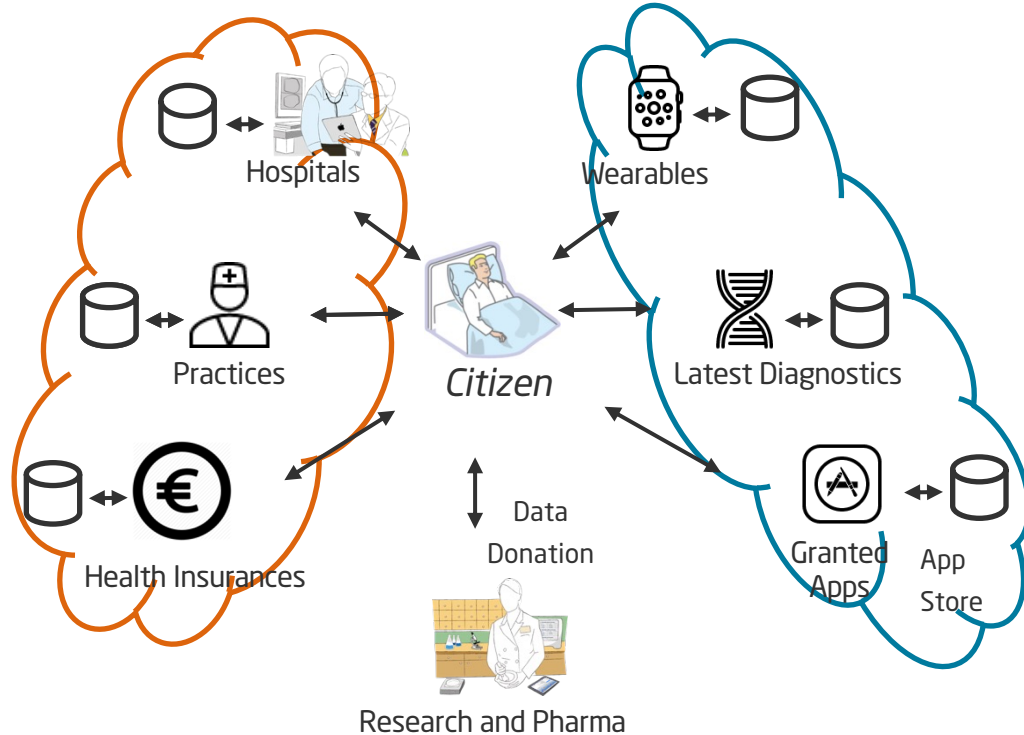 Hospitals
Wearables
Practices
Citizen
Latest Diagnostics
€
Health Insurances
Data
Donation
Granted
Apps
App
Store
Research and Pharma